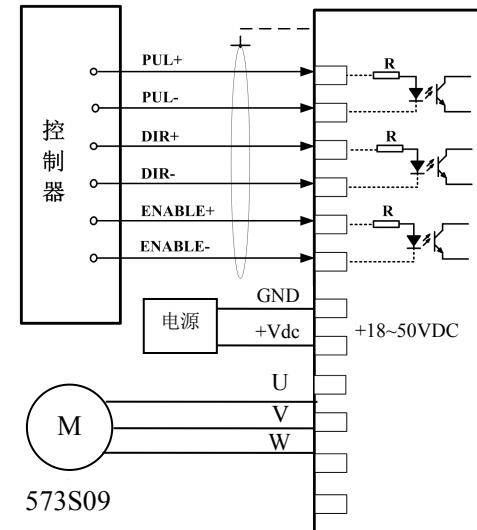 PUL+
R
PUL-
DIR+
R
控制器
DIR-
ENABLE+
R
ENABLE-
GND
电源
+Vdc
+18~50VDC
U
V
M
W
573S09